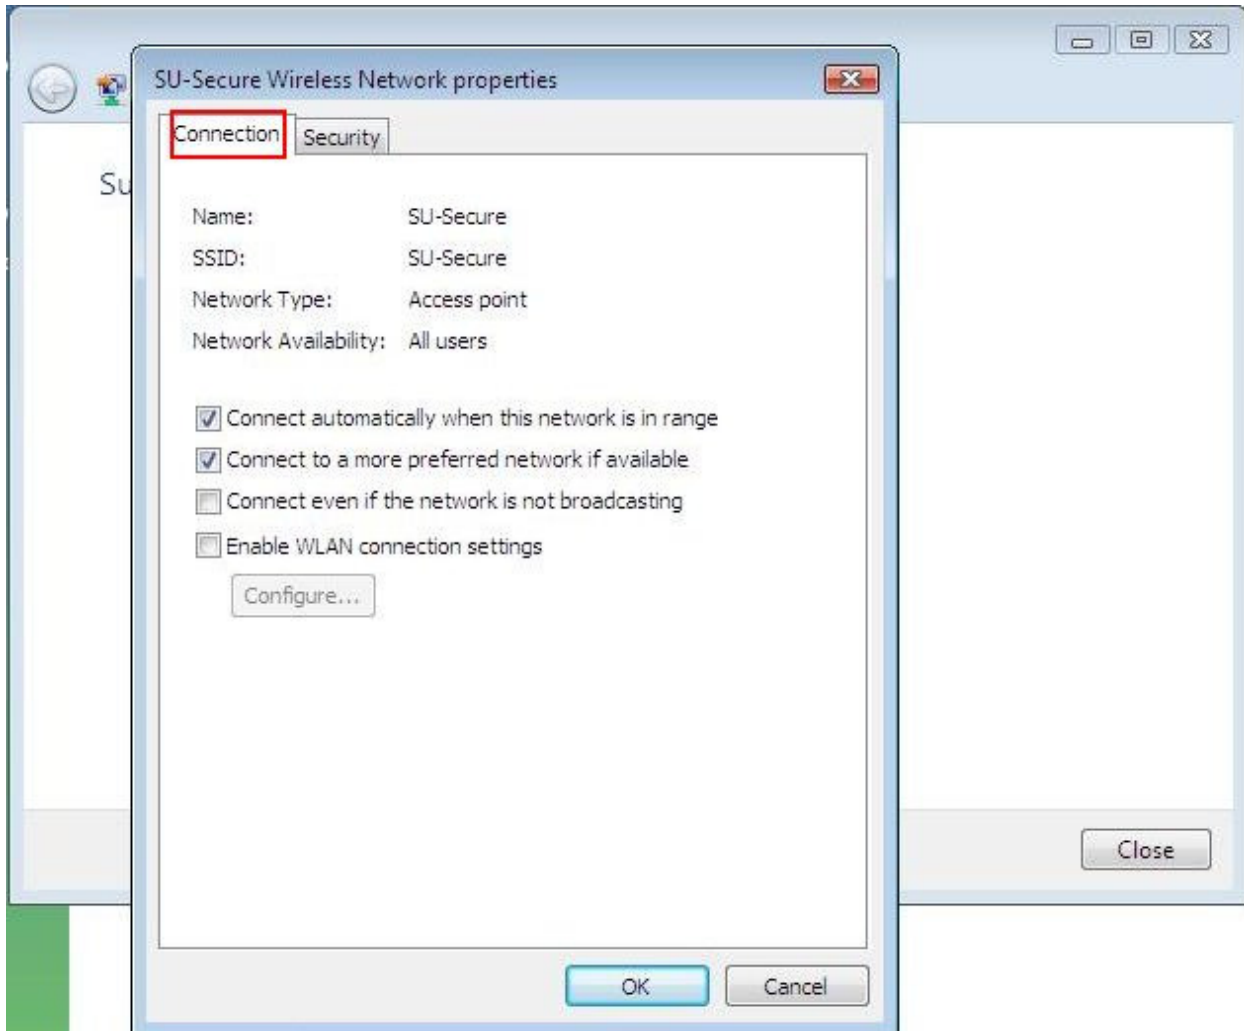 SU-Secure Wireless Network properties
Connection Security
Su
Name: SU-Secure
SSID: SU-Secure
Network Type: Access point
Network Availability: All users
Connect automatically when this network is in range
Connect to a more preferred network if available
Connect even if the network is not broadcasting
Enable WLAN connection settings
Configure...
Close
OK Cancel